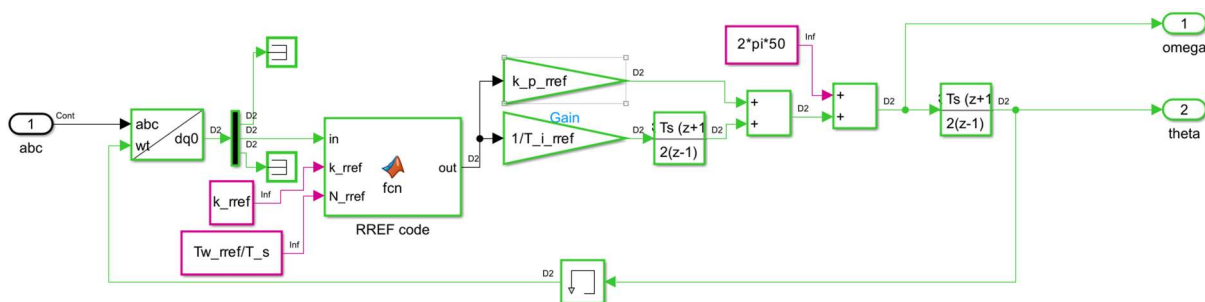 1
abc
Cont
abc
wt
dq0
D2
D2
D2
D2
in
k_rref
N_rref
fcn
out
RREF code
k_rref
Inf
Tw_rref/T_s
Inf
D2
k_p_rref
D2
Gain
1/T_i_rref
D2
Ts (z+1
2(z-1)
D2
+
+
D2
2*pi*50
Inf
+
+
D2
Ts (z+1
2(z-1)
D2
1
omega
2
theta
D2